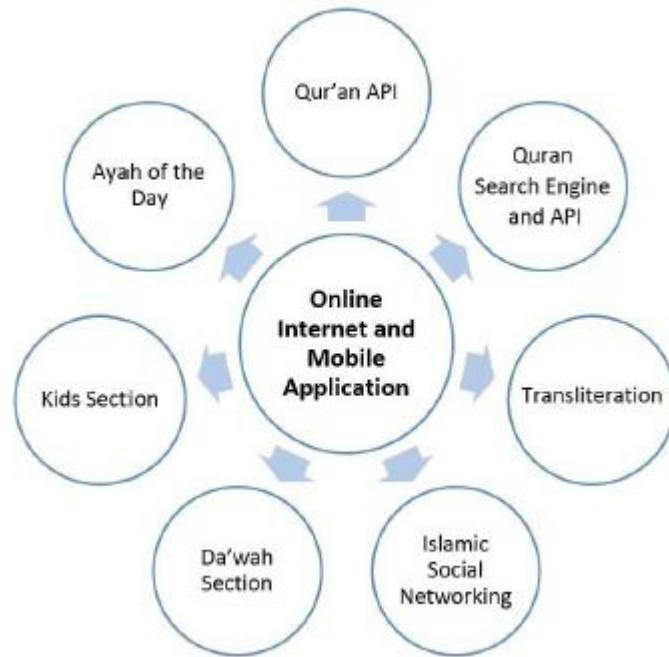 Qur'an API
Quran
Search Engine
and API
Transliteration
Islamic
Social
Networking
Da'wah
Section
Kids Section
Ayah of the
Day
Online
Internet and
Mobile
Application